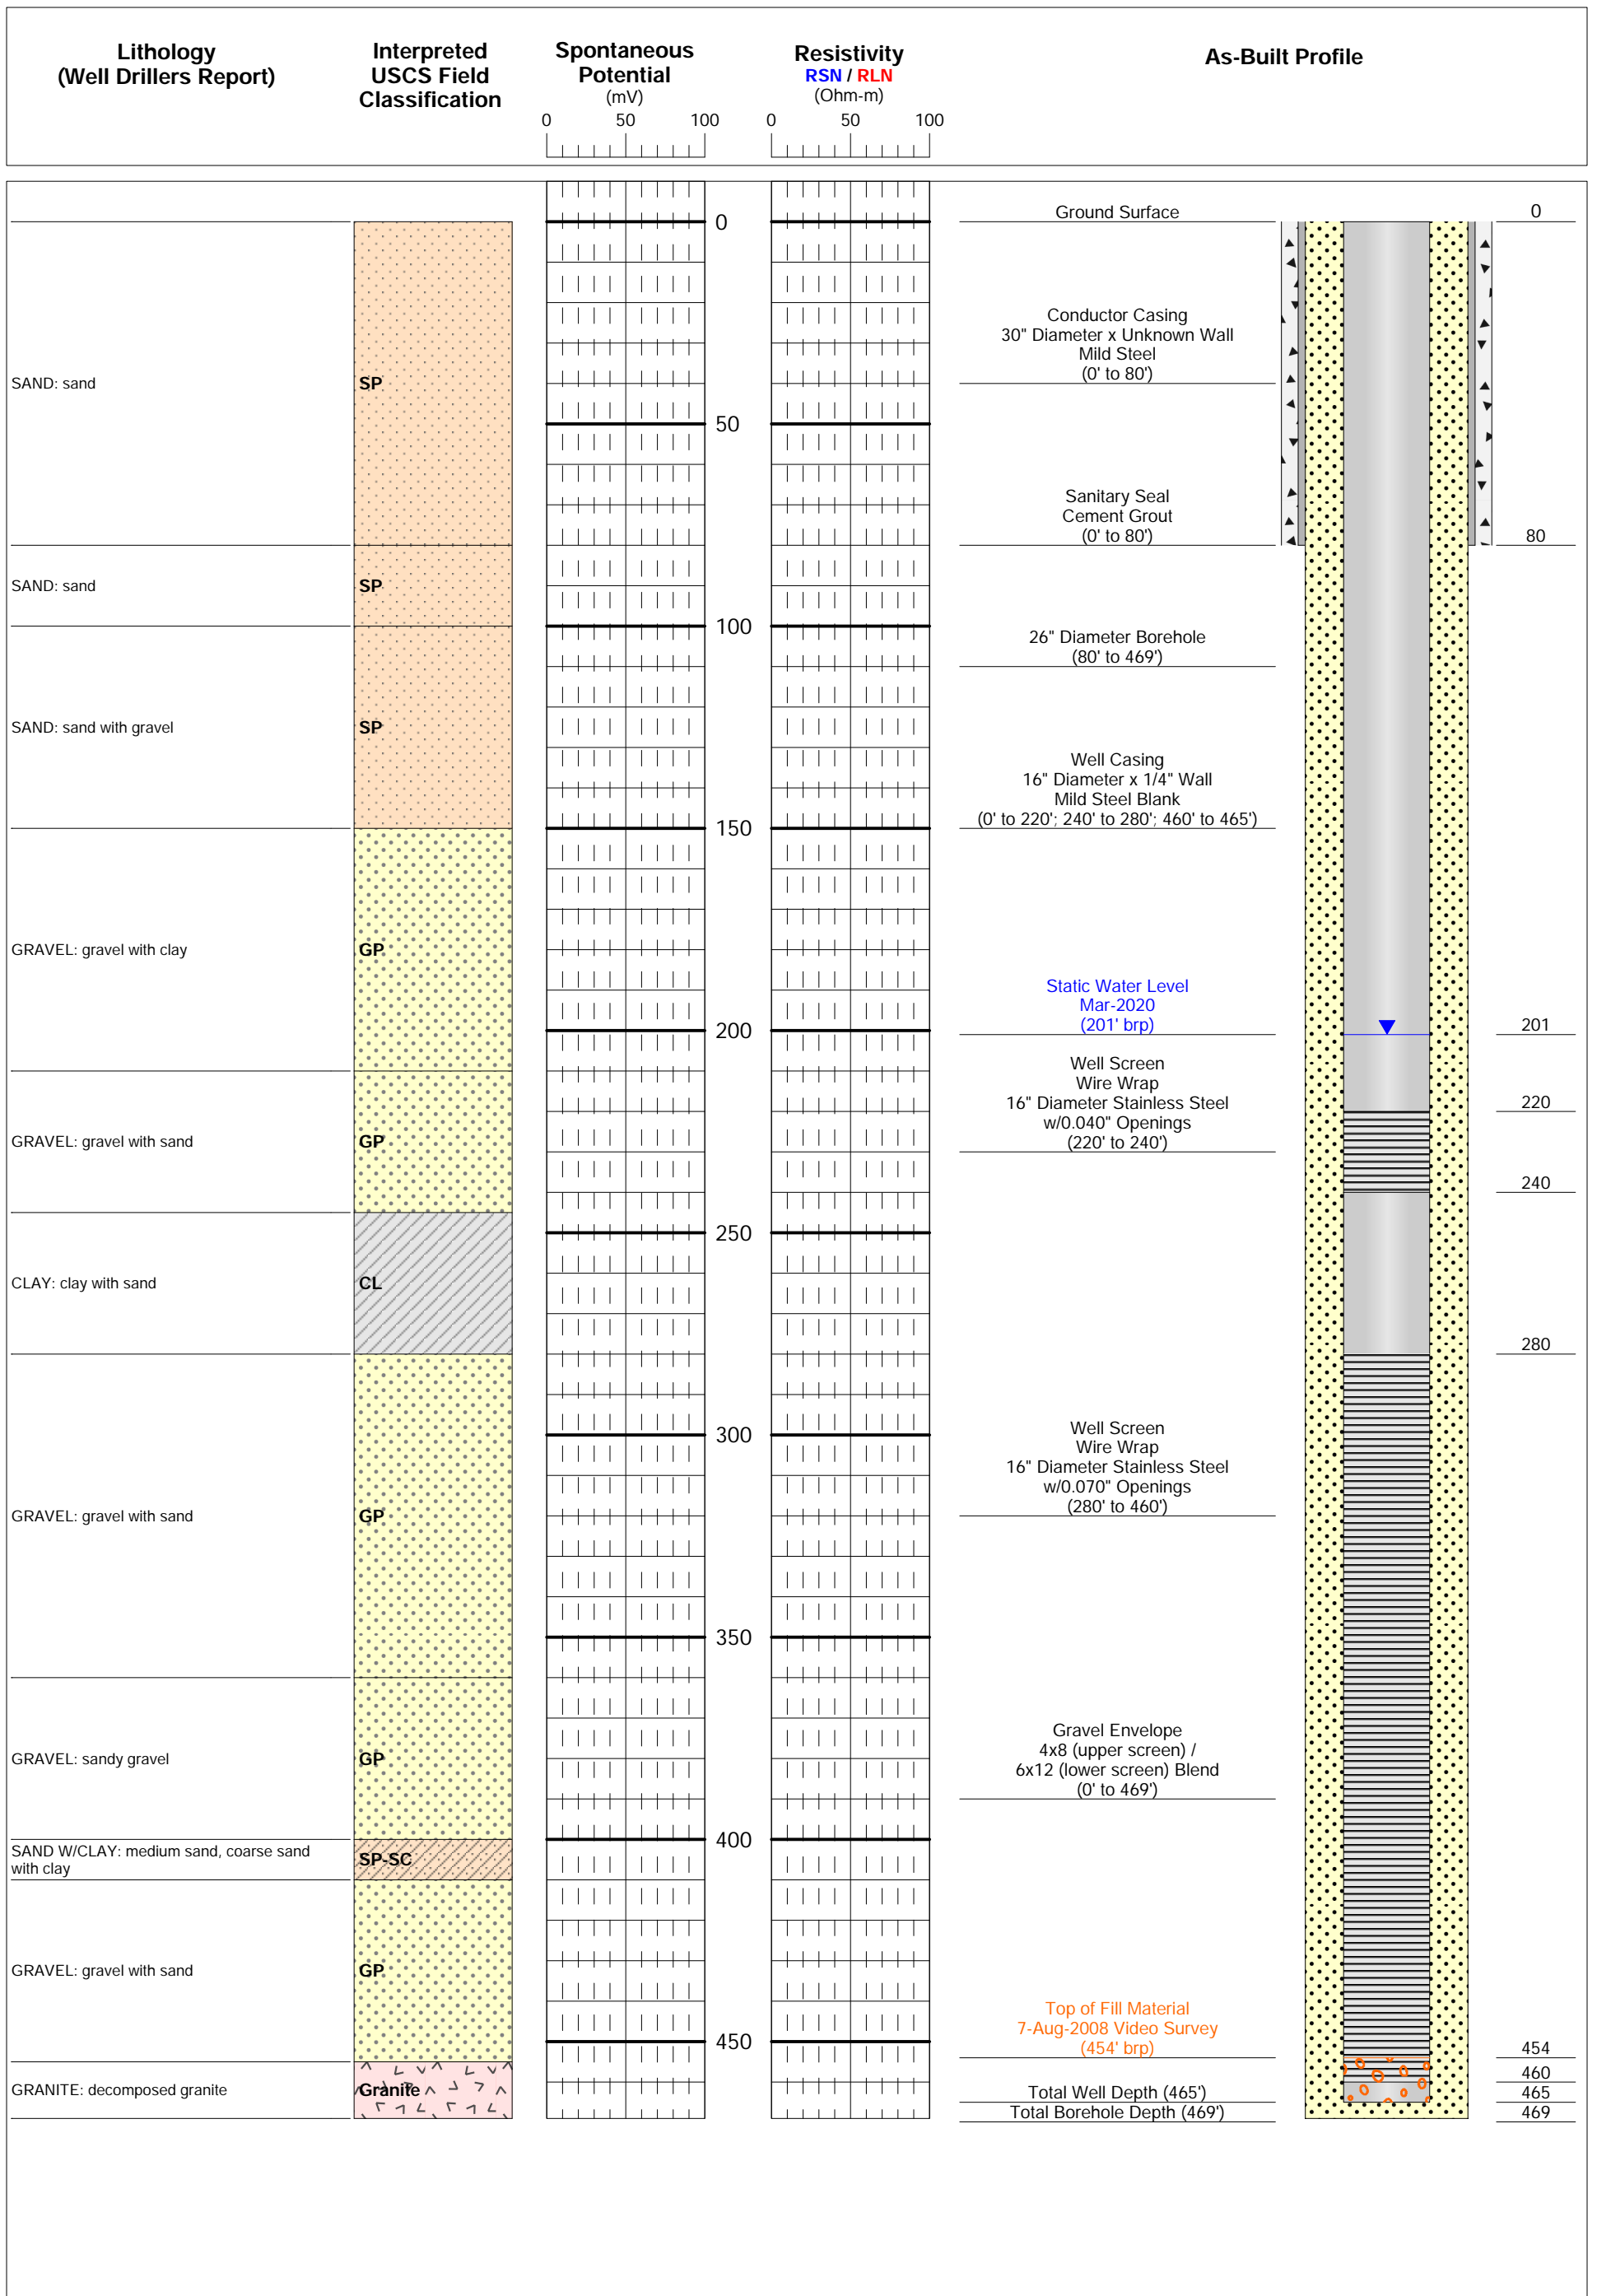 Lithology
(Well Drillers Report)
Interpreted
USCS Field
Classification
Spontaneous
Potential
(mV)
0 50 100
Resistivity
RSN / RLN
(Ohm-m)
0 50 100
As-Built Profile
SAND: sand
SAND: sand
SAND: sand with gravel
GRAVEL: gravel with clay
GRAVEL: gravel with sand
CLAY: clay with sand
GRAVEL: gravel with sand
GRAVEL: sandy gravel
SAND W/CLAY: medium sand, coarse sand
with clay
GRAVEL: gravel with sand
GRANITE: decomposed granite
SP
SP
SP
GP
GP
CL
GP
GP
SP-SC
GP
Granite
0
50
100
150
200
250
300
350
400
450
Ground Surface
Conductor Casing
30" Diameter x Unknown Wall
Mild Steel
(0' to 80')
Sanitary Seal
Cement Grout
(0' to 80')
26" Diameter Borehole
(80' to 469')
Well Casing
16" Diameter x 1/4" Wall
Mild Steel Blank
(0' to 220'; 240' to 280'; 460' to 465')
Static Water Level
Mar-2020
(201' brp)
Well Screen
Wire Wrap
16" Diameter Stainless Steel
w/0.040" Openings
(220' to 240')
Well Screen
Wire Wrap
16" Diameter Stainless Steel
w/0.070" Openings
(280' to 460')
Gravel Envelope
4x8 (upper screen) /
6x12 (lower screen) Blend
(0' to 469')
Top of Fill Material
7-Aug-2008 Video Survey
(454' brp)
Total Well Depth (465')
Total Borehole Depth (469')
0
80
201
220
240
280
454
460
465
469